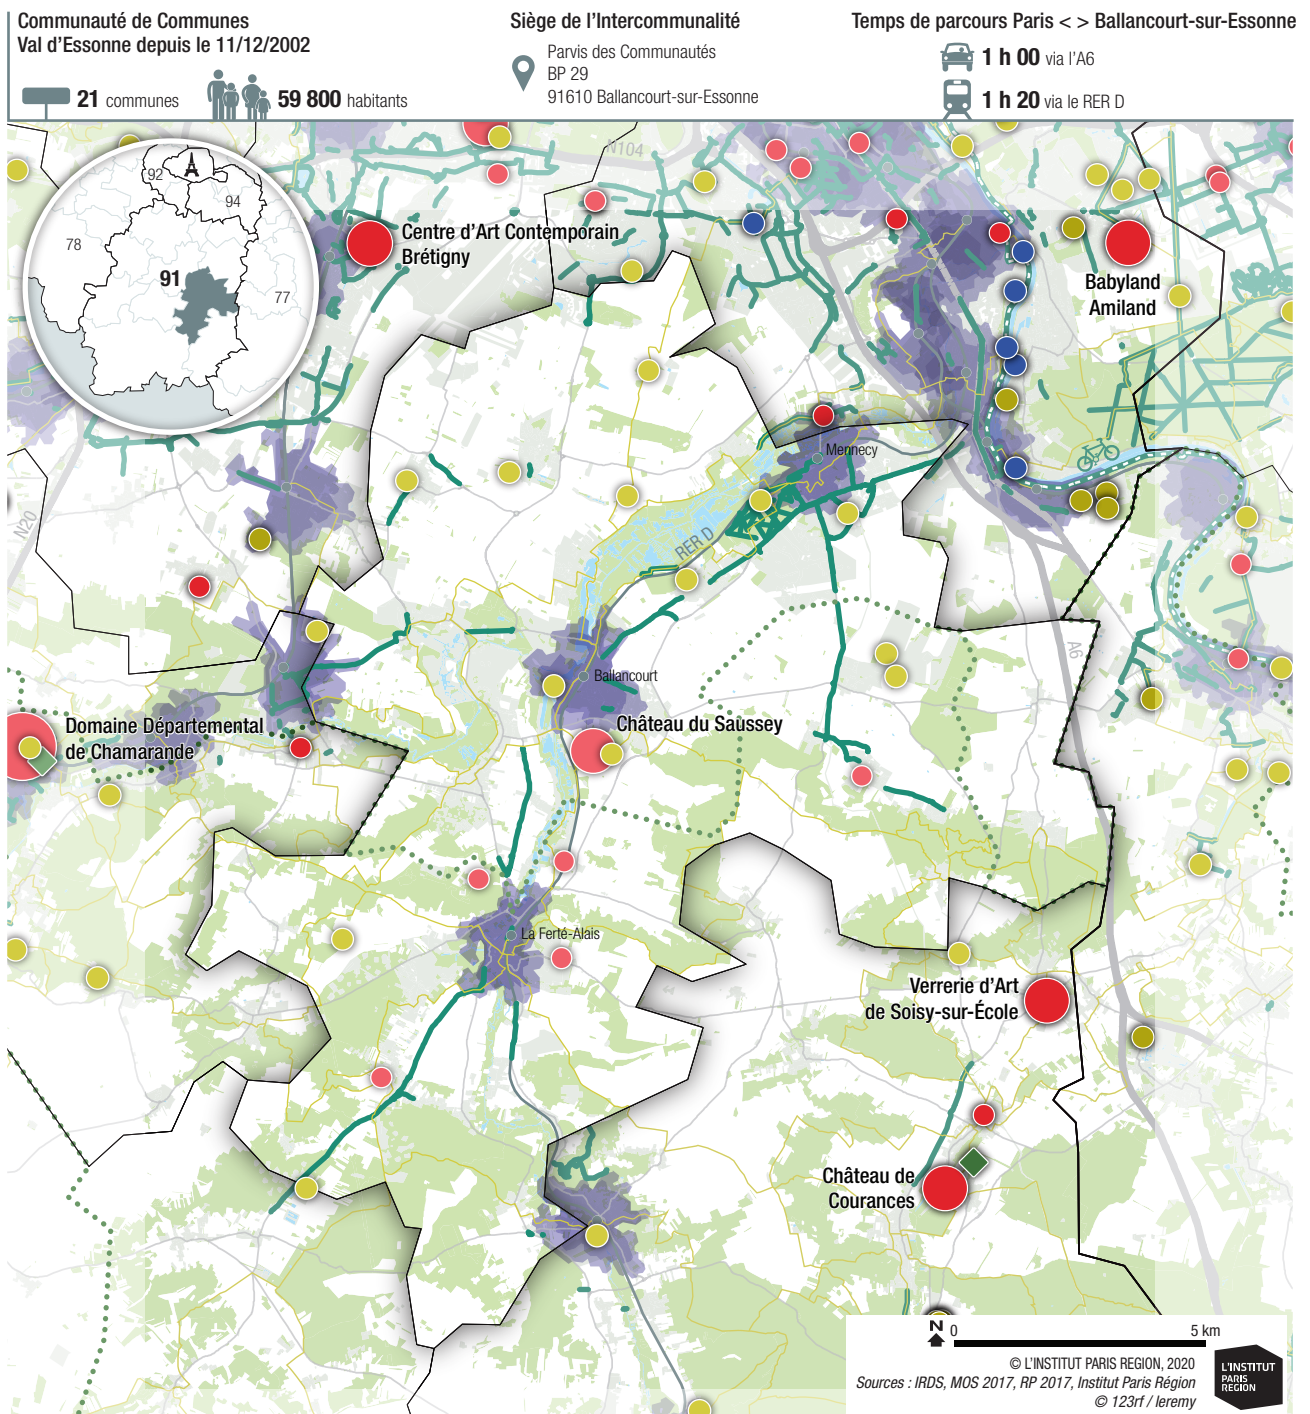 Communauté de Communes
Val d'Essonne depuis le 11/12/2002
21 communes
59 800 habitants
Siège de l'Intercommunalité
Parvis des Communautés
BP 29
91610 Ballancourt-sur-Essonne
Temps de parcours Paris < > Ballancourt-sur-Essonne
1 h 00 via l'A6
1 h 20 via le RER D
N104
92
94
78
91
77
Centre d'Art Contemporain
Brétigny
Babyland
Amiland
Mennecy
N20
RER D
A6
Ballancourt
Château du Saussey
Domaine Départemental
de Chamarande
La Ferté-Alais
Verrerie d'Art
de Soisy-sur-École
Château de
Courances
N
0
5 km
© L'INSTITUT PARIS REGION, 2020
Sources : IRDS, MOS 2017, RP 2017, Institut Paris Région
© 123rf / leremy
L'INSTITUT
PARIS
REGION